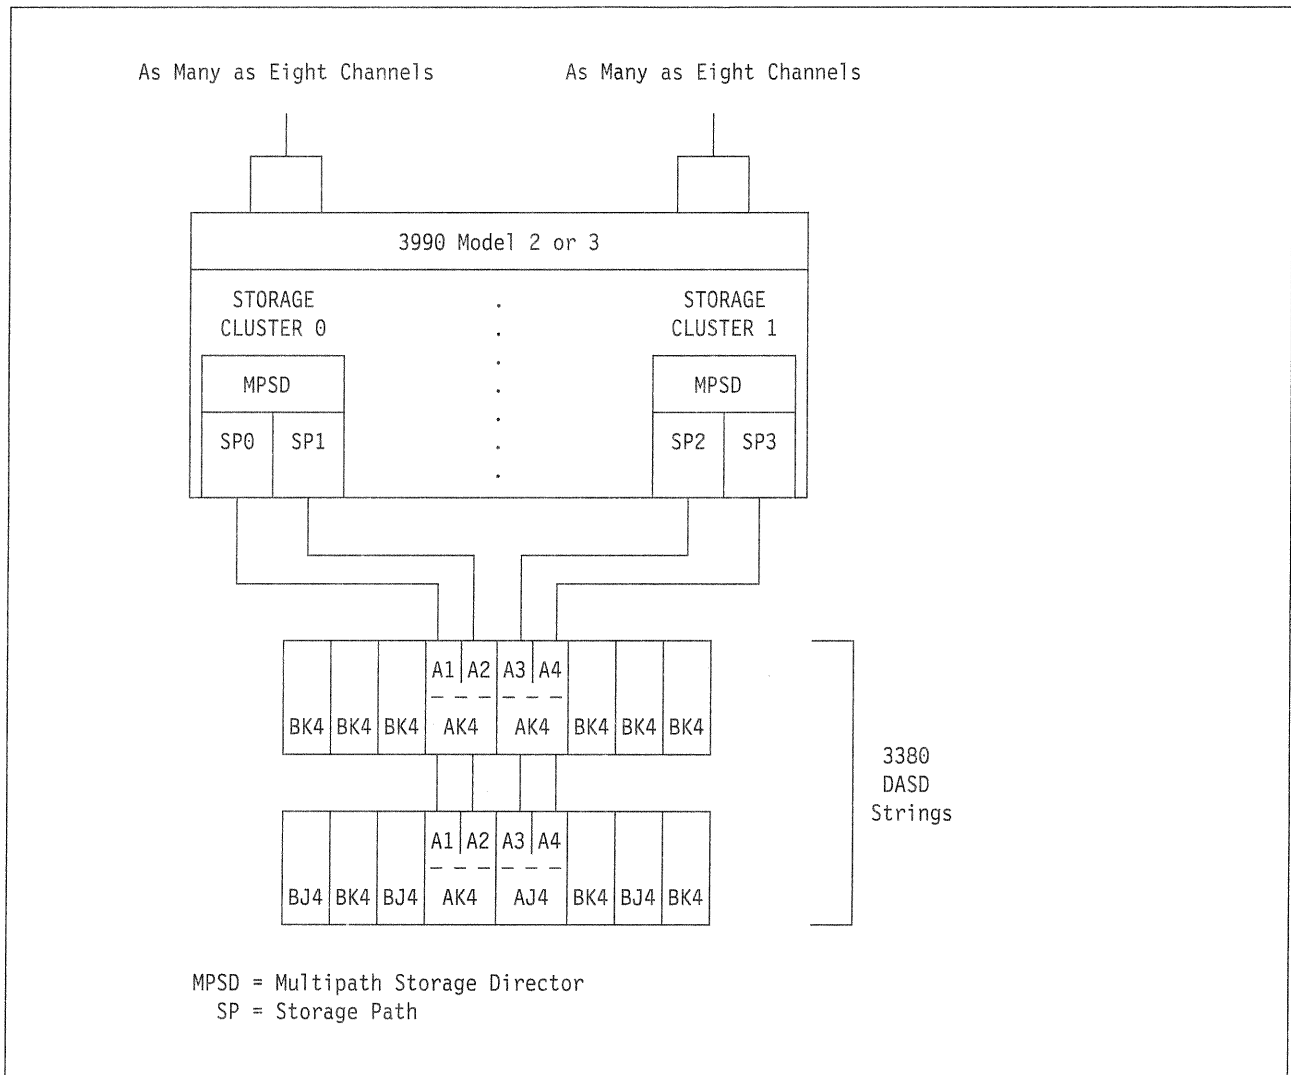 As Many as Eight Channels As Many as Eight Channels
3990 Model 2 or 3
STORAGE CLUSTER 0
STORAGE CLUSTER 1
MPSD
MPSD
SP0 SP1
SP2 SP3
A1 A2 A3 A4
BK4 BK4 BK4 AK4 AK4 BK4 BK4 BK4
A1 A2 A3 A4
BJ4 BK4 BJ4 AK4 AJ4 BK4 BJ4 BK4
3380
DASD
Strings
MPSD = Multipath Storage Director
SP = Storage Path